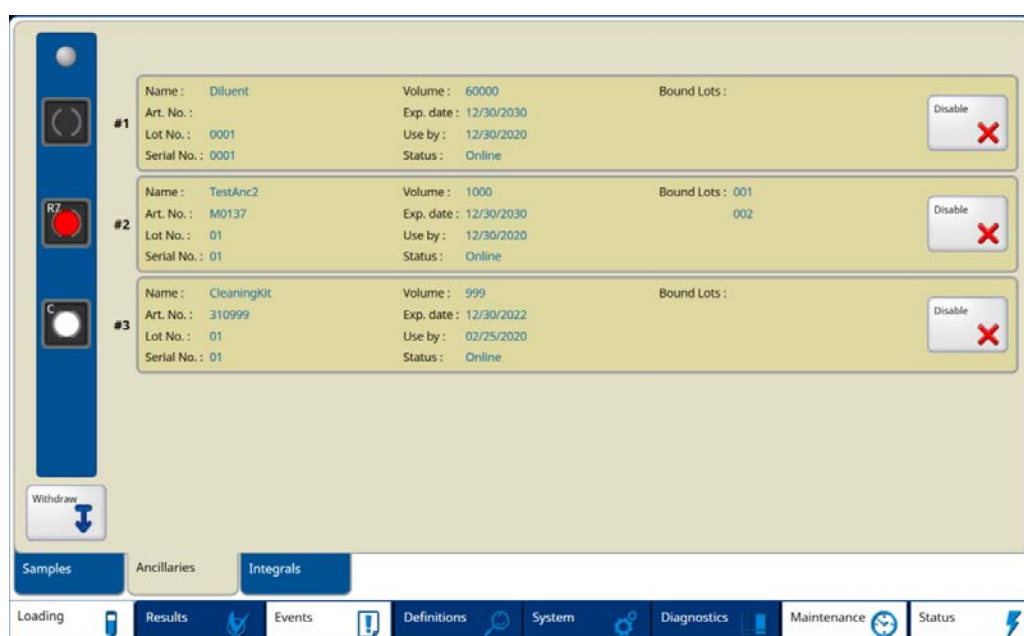 #1
Name : Diluent Volume : 60000 Bound Lots :
Art. No. : Exp. date : 12/30/2030
Lot No. : 0001 Use by : 12/30/2020
Serial No. : 0001 Status : Online
Disable
R7
#2
Name : TestAnc2 Volume : 1000 Bound Lots : 001
Art. No. : M0137 Exp. date : 12/30/2030 002
Lot No. : 01 Use by : 12/30/2020
Serial No. : 01 Status : Online
Disable
C
#3
Name : CleaningKit Volume : 999 Bound Lots :
Art. No. : 310999 Exp. date : 12/30/2022
Lot No. : 01 Use by : 02/25/2020
Serial No. : 01 Status : Online
Disable
Withdraw
Samples Ancillaries Integrals
Loading Results Events Definitions System Diagnostics Maintenance Status